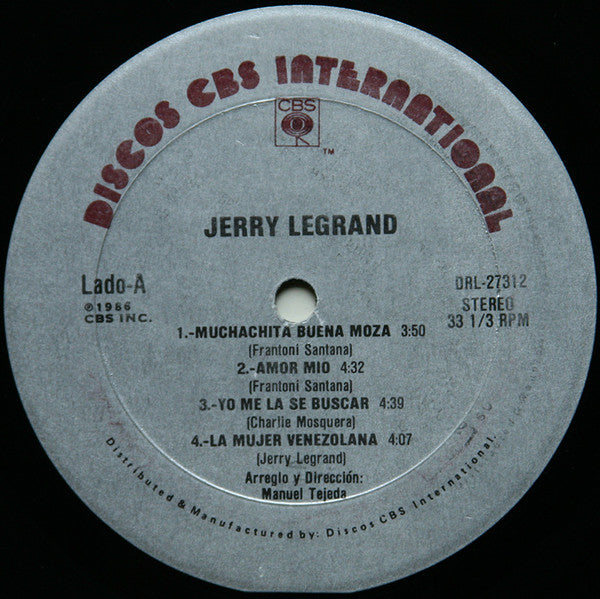 DISCOS CBS INTERNATIONAL
CBS
TM
JERRY LEGRAND
Lado-A
℗1986
CBS INC.
DRL-27312
STEREO
33 1/3 RPM
1.-MUCHACHITA BUENA MOZA 3:50
(Frantoni Santana)
2.-AMOR MIO 4:32
(Frantoni Santana)
3.-YO ME LA SE BUSCAR 4:39
(Charlie Mosquera)
4.-LA MUJER VENEZOLANA 4:07
(Jerry Legrand)
Arreglo y Dirección:
Manuel Tejeda
Distributed & Manufactured by: Discos CBS International.